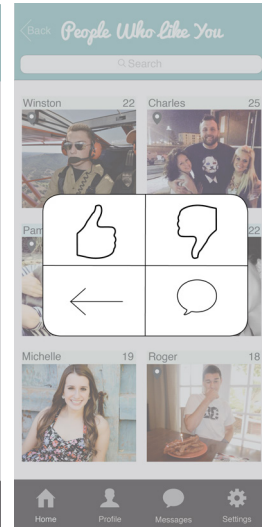 Back People Who Like You
Search
Winston 22 Charles 25
Pam 22
Michelle 19 Roger 18
Home Profile Messages Settings